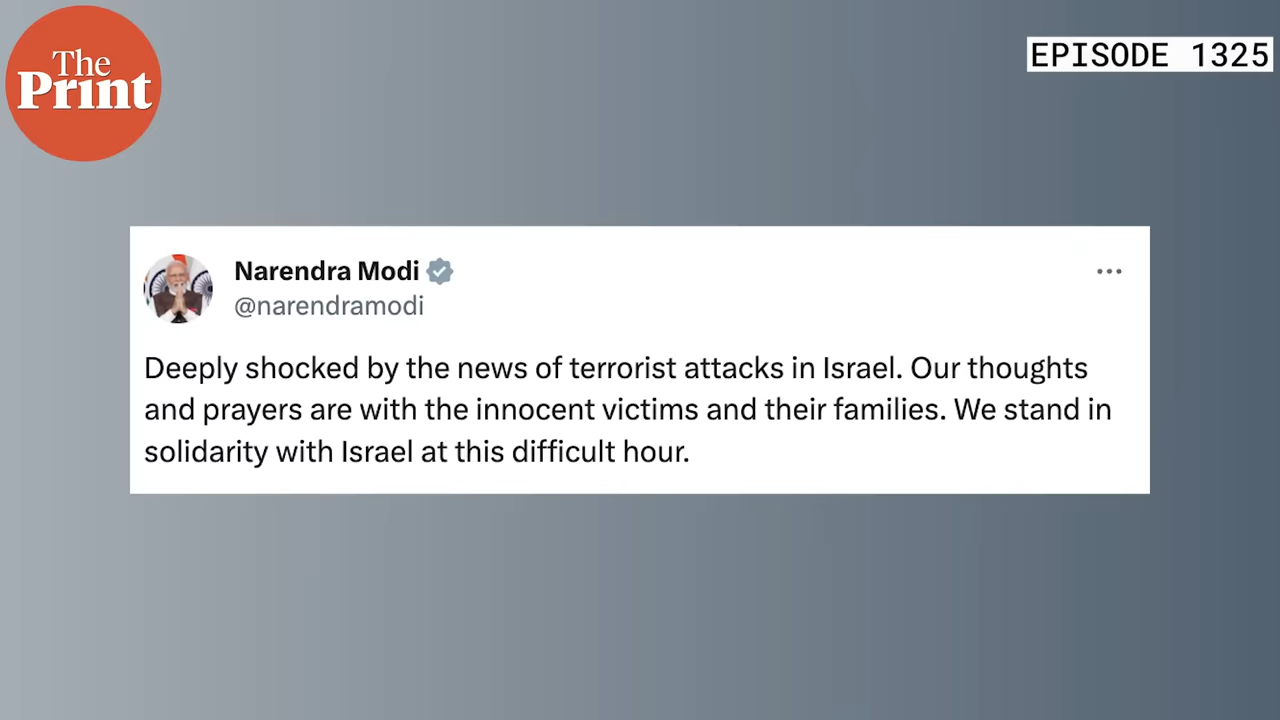 The
Print
EPISODE 1325
Narendra Modi
@narendramodi
Deeply shocked by the news of terrorist attacks in Israel. Our thoughts
and prayers are with the innocent victims and their families. We stand in
solidarity with Israel at this difficult hour.